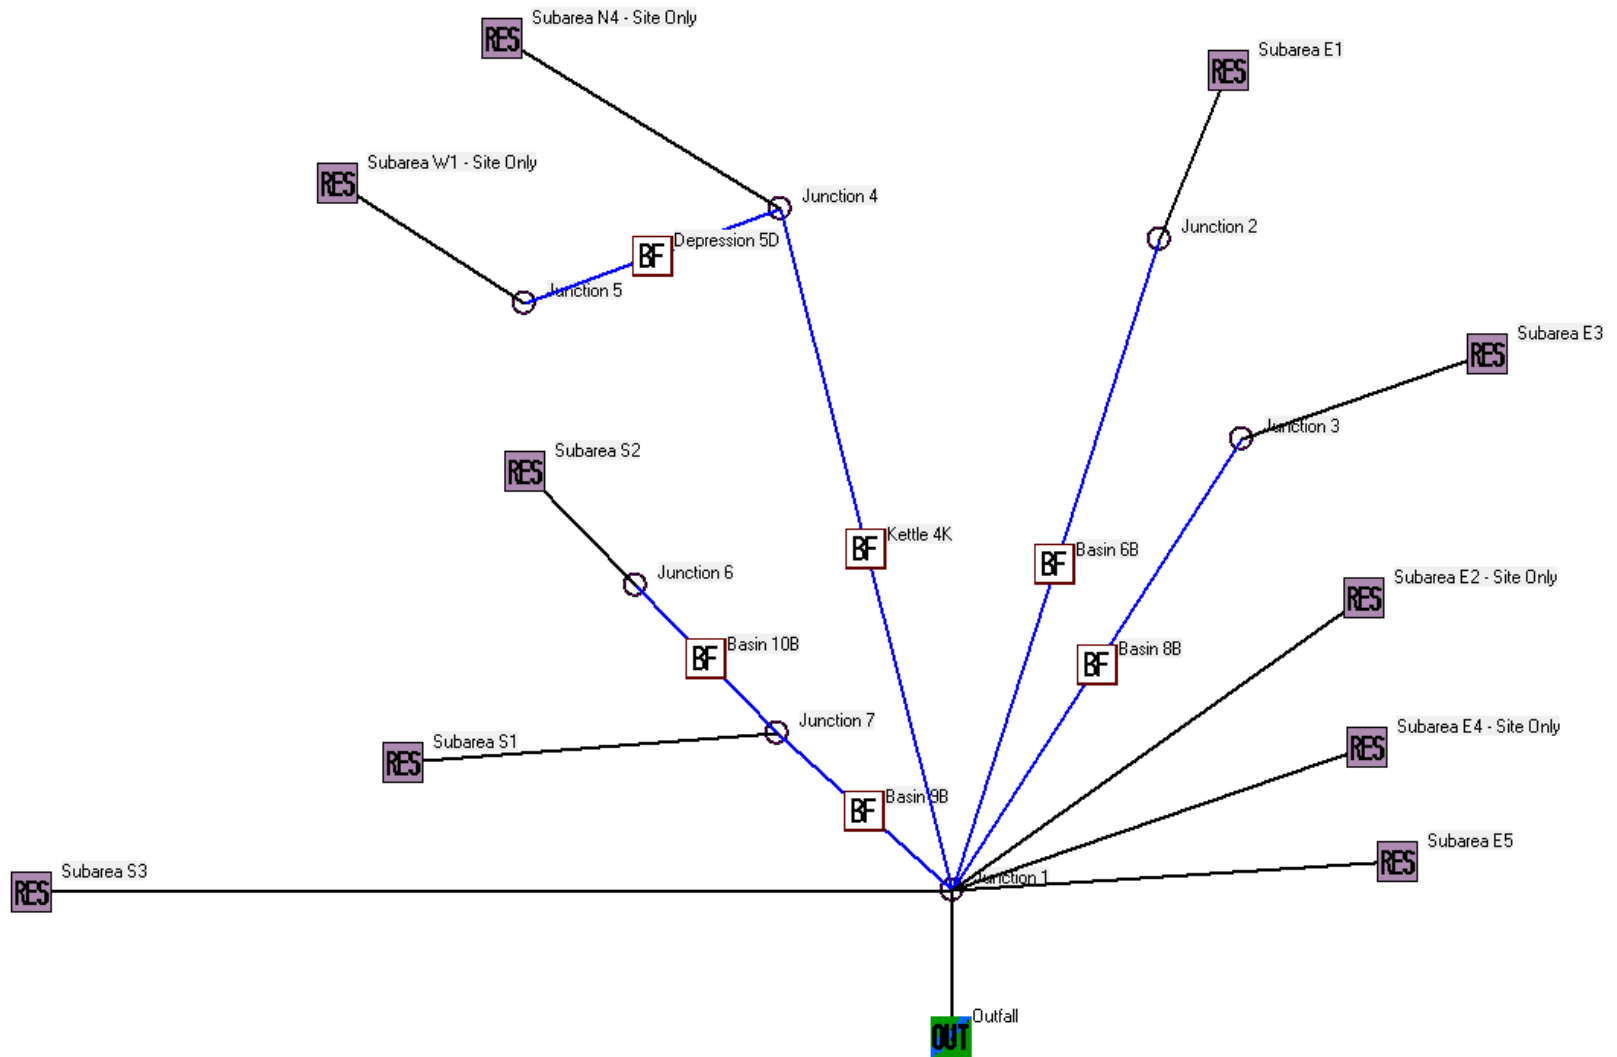 Subarea N4 - Site Only
RES
Subarea E1
RES
Subarea W1 - Site Only
RES
Junction 4
Junction 2
Depression 5D
BF
Junction 5
Subarea E3
RES
Junction 3
Subarea S2
RES
Kettle 4K
BF
Basin 6B
BF
Junction 6
Subarea E2 - Site Only
RES
Basin 10B
BF
Basin 8B
BF
Junction 7
Subarea E4 - Site Only
RES
Subarea S1
RES
Basin 9B
BF
Subarea E5
RES
Subarea S3
RES
Junction 1
Outfall
OUT